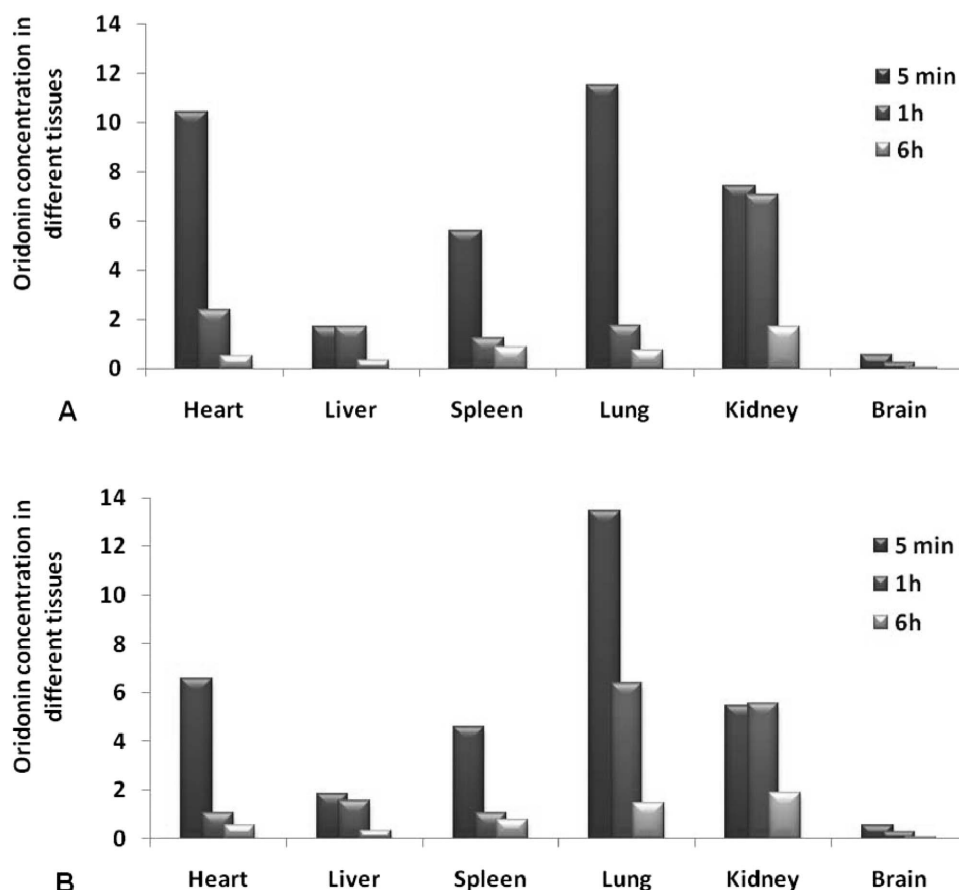 14
12
10
8
6
4
2
0
Oridonin concentration in
different tissues
5 min
1h
6h
Heart Liver Spleen Lung Kidney Brain
A
14
12
10
8
6
4
2
0
Oridonin concentration in
different tissues
5 min
1h
6h
Heart Liver Spleen Lung Kidney Brain
B